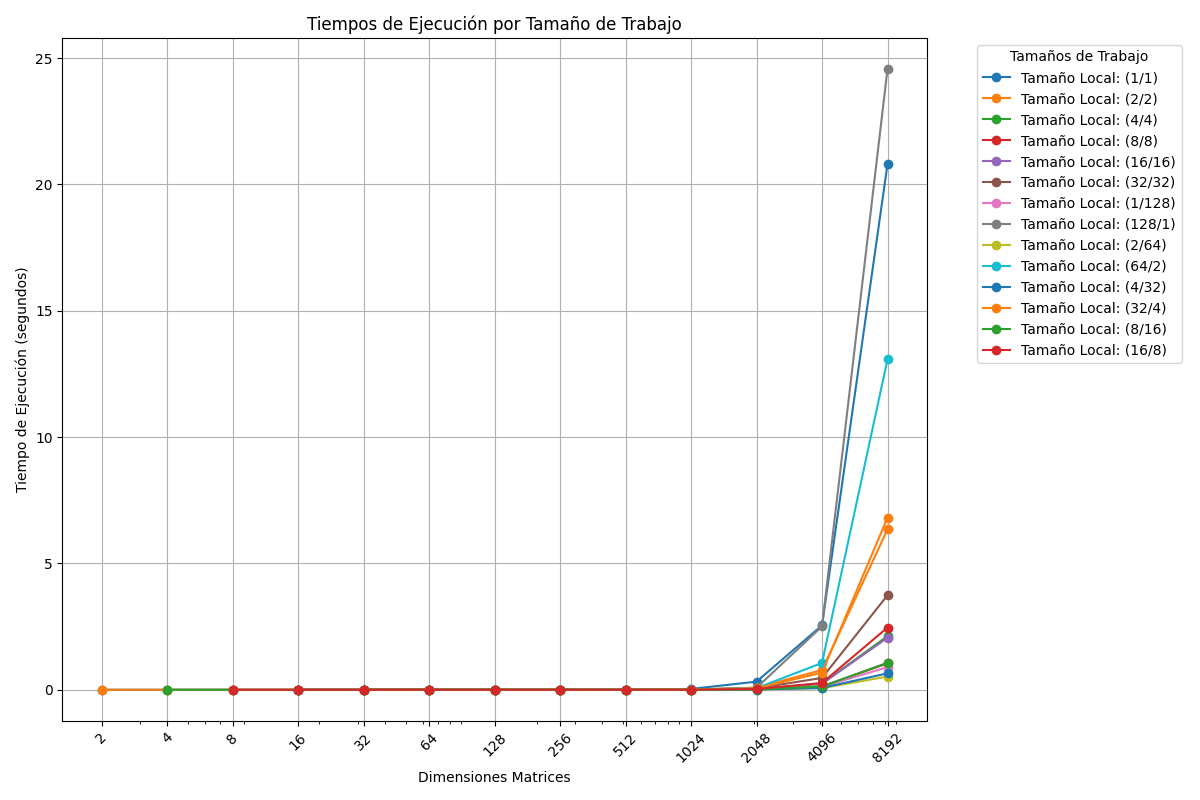 Tiempos de Ejecución por Tamaño de Trabajo
Tiempo de Ejecución (segundos)
25
20
15
10
5
0
2
4
8
16
32
64
128
256
512
1024
2048
4096
8192
Dimensiones Matrices
Tamaños de Trabajo
Tamaño Local: (1/1)
Tamaño Local: (2/2)
Tamaño Local: (4/4)
Tamaño Local: (8/8)
Tamaño Local: (16/16)
Tamaño Local: (32/32)
Tamaño Local: (1/128)
Tamaño Local: (128/1)
Tamaño Local: (2/64)
Tamaño Local: (64/2)
Tamaño Local: (4/32)
Tamaño Local: (32/4)
Tamaño Local: (8/16)
Tamaño Local: (16/8)